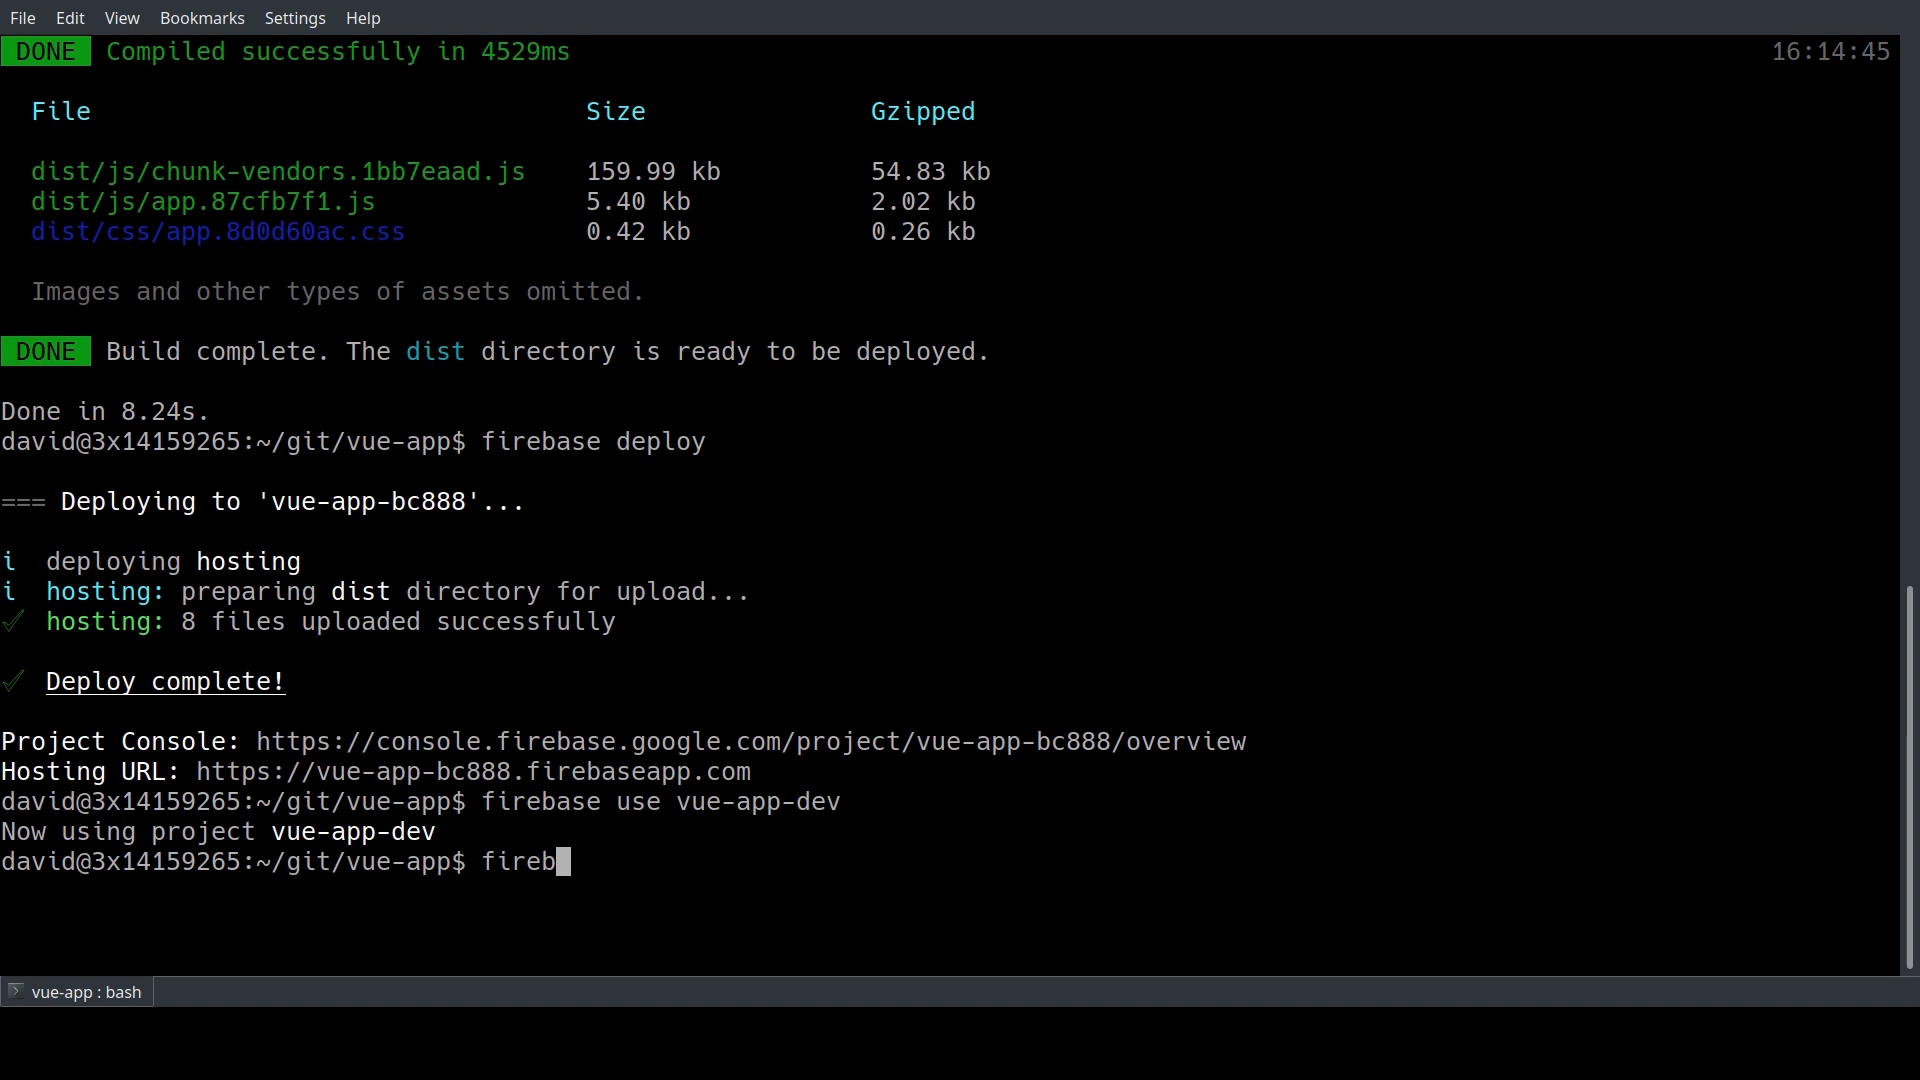 File Edit View Bookmarks Settings Help
DONE Compiled successfully in 4529ms 16:14:45
File Size Gzipped
dist/js/chunk-vendors.1bb7eaad.js 159.99 kb 54.83 kb
dist/js/app.87cfb7f1.js 5.40 kb 2.02 kb
dist/css/app.8d0d60ac.css 0.42 kb 0.26 kb
Images and other types of assets omitted.
DONE Build complete. The dist directory is ready to be deployed.
Done in 8.24s.
david@3x14159265:~/git/vue-app$ firebase deploy
=== Deploying to 'vue-app-bc888'...
i deploying hosting
i hosting: preparing dist directory for upload...
✓ hosting: 8 files uploaded successfully
✓ Deploy complete!
Project Console: https://console.firebase.google.com/project/vue-app-bc888/overview
Hosting URL: https://vue-app-bc888.firebaseapp.com
david@3x14159265:~/git/vue-app$ firebase use vue-app-dev
Now using project vue-app-dev
david@3x14159265:~/git/vue-app$ fireb
vue-app : bash